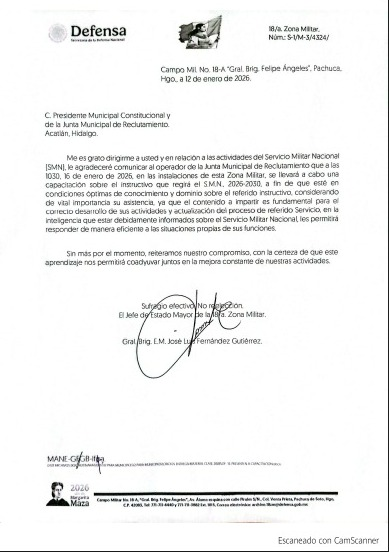 Defensa
Secretaría de la Defensa Nacional
18/a. Zona Militar.
Núm.: S-1/M-3/4324/
Campo Mil. No. 18-A "Gral. Brig. Felipe Ángeles", Pachuca,
Hgo., a 12 de enero de 2026.
C. Presidente Municipal Constitucional y
de la Junta Municipal de Reclutamiento.
Acatlán, Hidalgo.
Me es grato dirigirme a usted y en relación a las actividades del Servicio Militar Nacional
(SMN), le agradeceré comunicar al operador de la Junta Municipal de Reclutamiento que a las
1030, 16 de enero de 2026, en las instalaciones de esta Zona Militar, se llevará a cabo una
capacitación sobre el instructivo que regirá el S.M.N., 2026-2030, a fin de que esté en
condiciones óptimas de conocimiento y dominio sobre el referido instructivo, considerando
de vital importancia su asistencia, ya que el contenido a impartir es fundamental para el
correcto desarrollo de sus actividades y actualización del proceso de referido Servicio, en la
inteligencia que estar debidamente informados sobre el Servicio Militar Nacional, les permitirá
responder de manera eficiente a las situaciones propias de sus funciones.
Sin más por el momento, reiteramos nuestro compromiso, con la certeza de que este
aprendizaje nos permitirá coadyuvar juntos en la mejora constante de nuestras actividades.
Sufragio efectivo. No reelección.
El Jefe de Estado Mayor de la 18/a. Zona Militar.
Gral. Brig. E.M. José Luis Fernández Gutiérrez.
2026
Margarita
Maza
Campo Militar No. 18-A, "Gral. Brig. Felipe Ángeles", Av. Álamo esquina con calle Pirules S/N., Col. Venta Prieta, Pachuca de Soto, Hgo.,
Escaneado con CamScanner